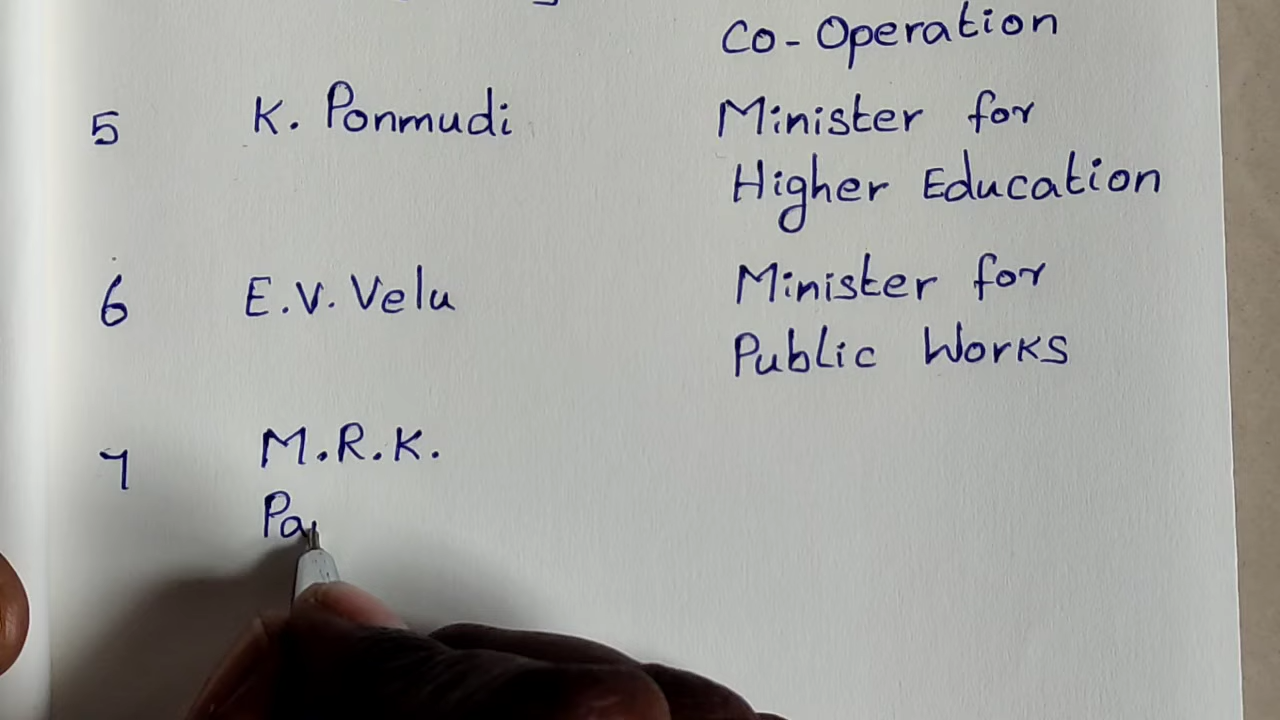 Co-Operation
5 K. Ponmudi Minister for
Higher Education
6 E.V. Velu Minister for
Public Works
7 M.R.K.
Pa